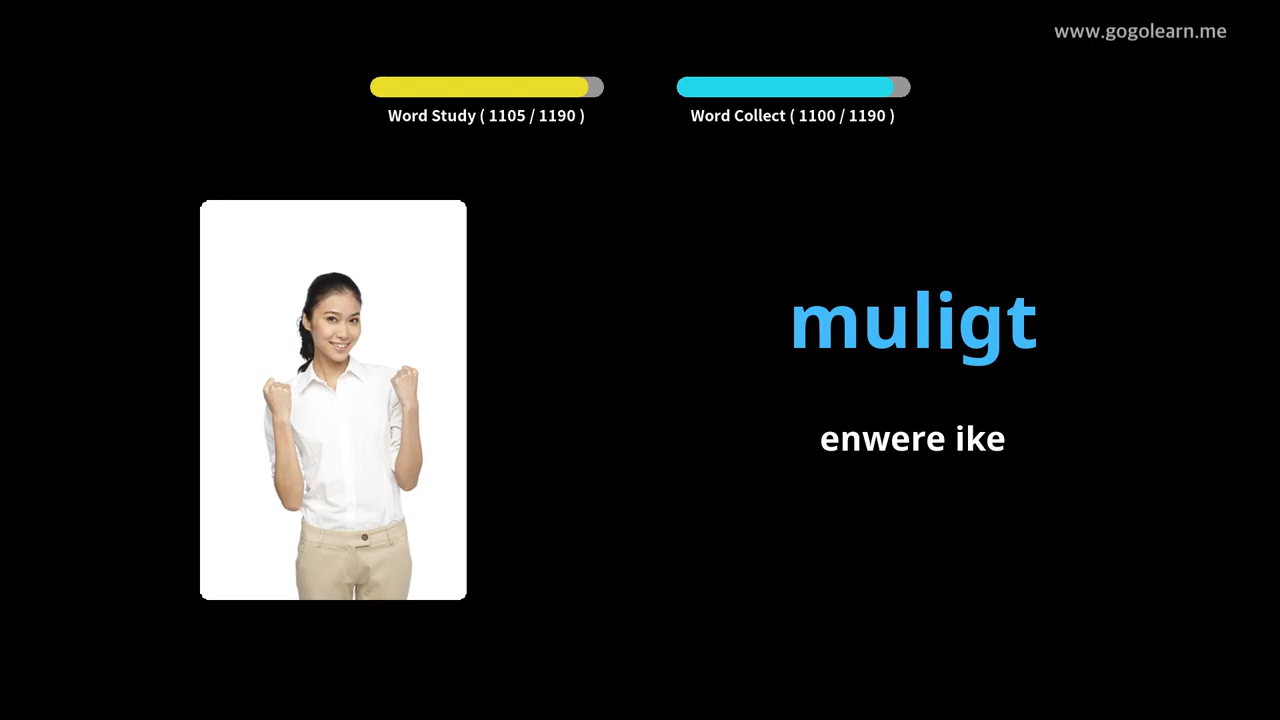 www.gogolearn.me
Word Study ( 1105 / 1190 )
Word Collect ( 1100 / 1190 )
muligt
enwere ike